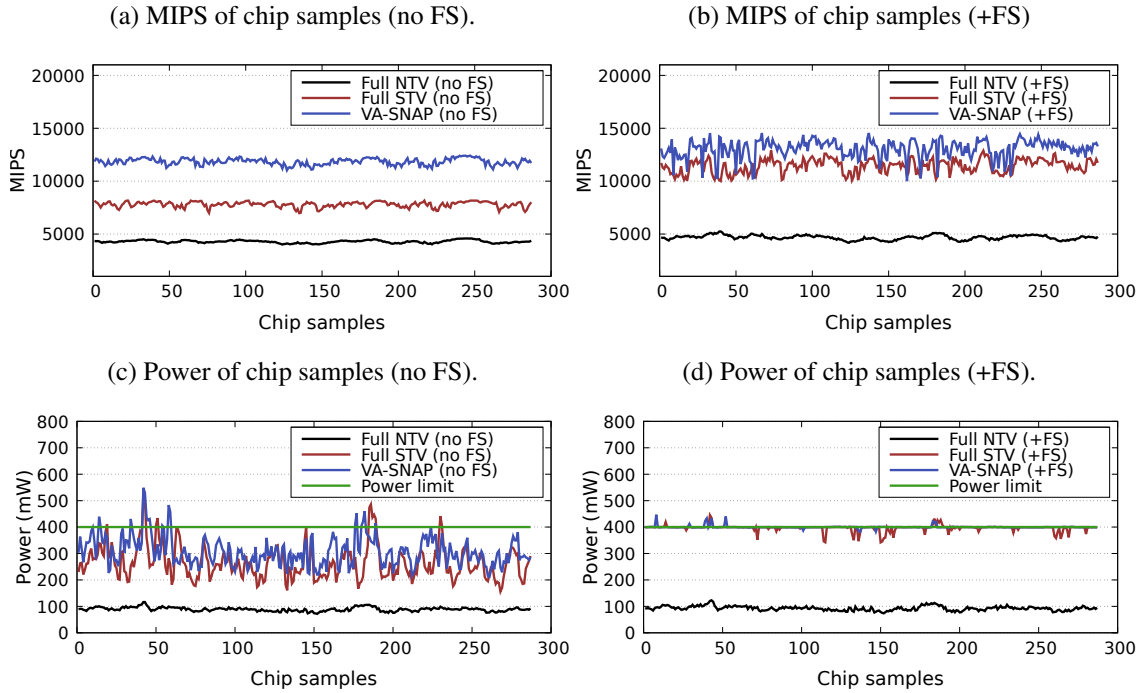 (a) MIPS of chip samples (no FS).
20000
15000
10000
5000
MIPS
Full NTV (no FS)
Full STV (no FS)
VA-SNAP (no FS)
0 50 100 150 200 250 300
Chip samples
(b) MIPS of chip samples (+FS)
20000
15000
10000
5000
MIPS
Full NTV (+FS)
Full STV (+FS)
VA-SNAP (+FS)
0 50 100 150 200 250 300
Chip samples
(c) Power of chip samples (no FS).
800
700
600
500
400
300
200
100
0
Power (mW)
Full NTV (no FS)
Full STV (no FS)
VA-SNAP (no FS)
Power limit
0 50 100 150 200 250 300
Chip samples
(d) Power of chip samples (+FS).
800
700
600
500
400
300
200
100
0
Power (mW)
Full NTV (+FS)
Full STV (+FS)
VA-SNAP (+FS)
Power limit
0 50 100 150 200 250 300
Chip samples